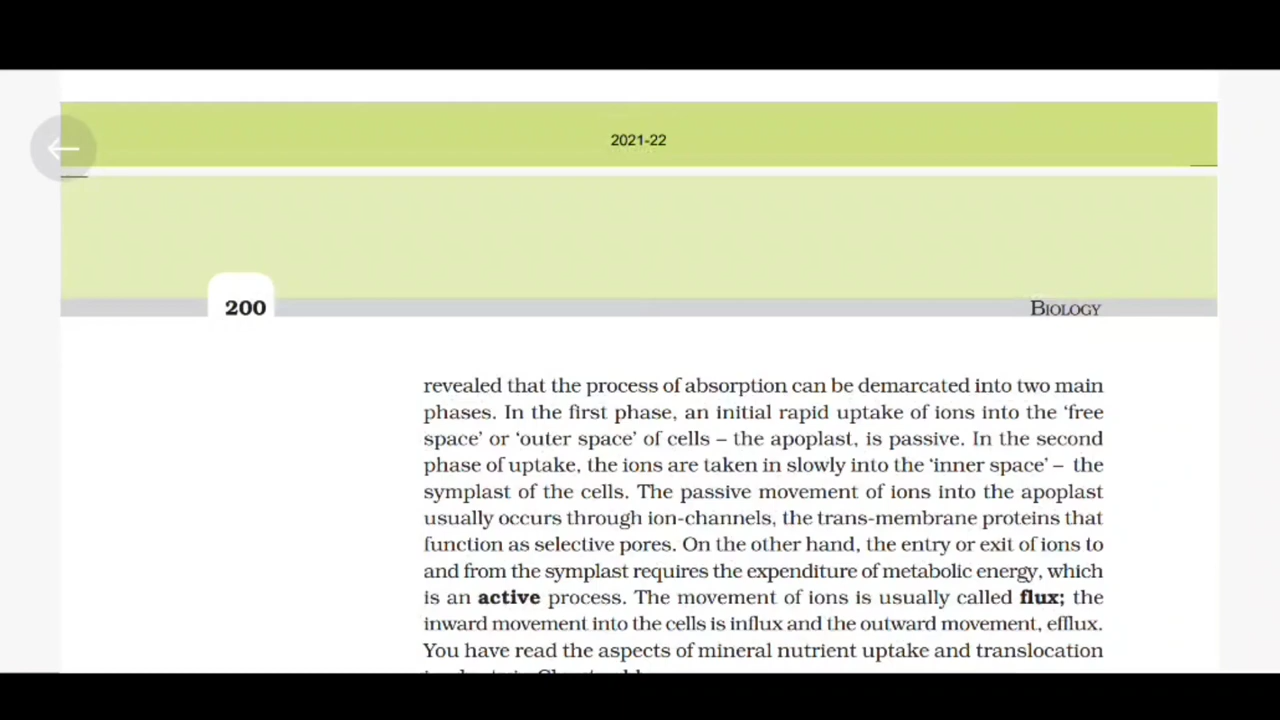 2021-22
200
BIOLOGY
revealed that the process of absorption can be demarcated into two main
phases. In the first phase, an initial rapid uptake of ions into the ‘free
space’ or ‘outer space’ of cells – the apoplast, is passive. In the second
phase of uptake, the ions are taken in slowly into the ‘inner space’ – the
symplast of the cells. The passive movement of ions into the apoplast
usually occurs through ion-channels, the trans-membrane proteins that
function as selective pores. On the other hand, the entry or exit of ions to
and from the symplast requires the expenditure of metabolic energy, which
is an active process. The movement of ions is usually called flux; the
inward movement into the cells is influx and the outward movement, efflux.
You have read the aspects of mineral nutrient uptake and translocation